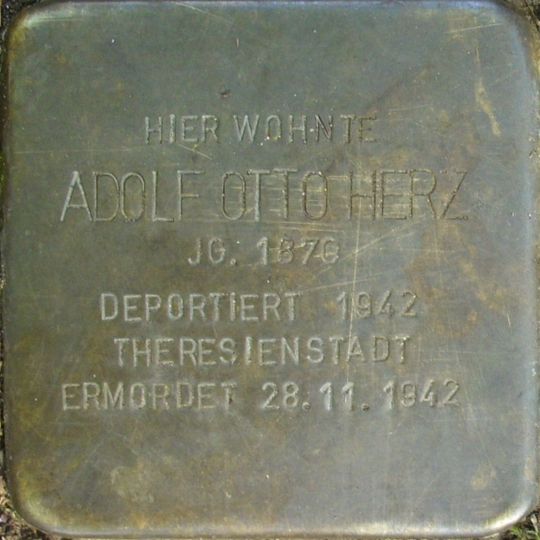 HIER WOHNTE
ADOLF OTTO HERZ
JG. 1876
DEPORTIERT 1942
THERESIENSTADT
ERMORDET 28.11.1942